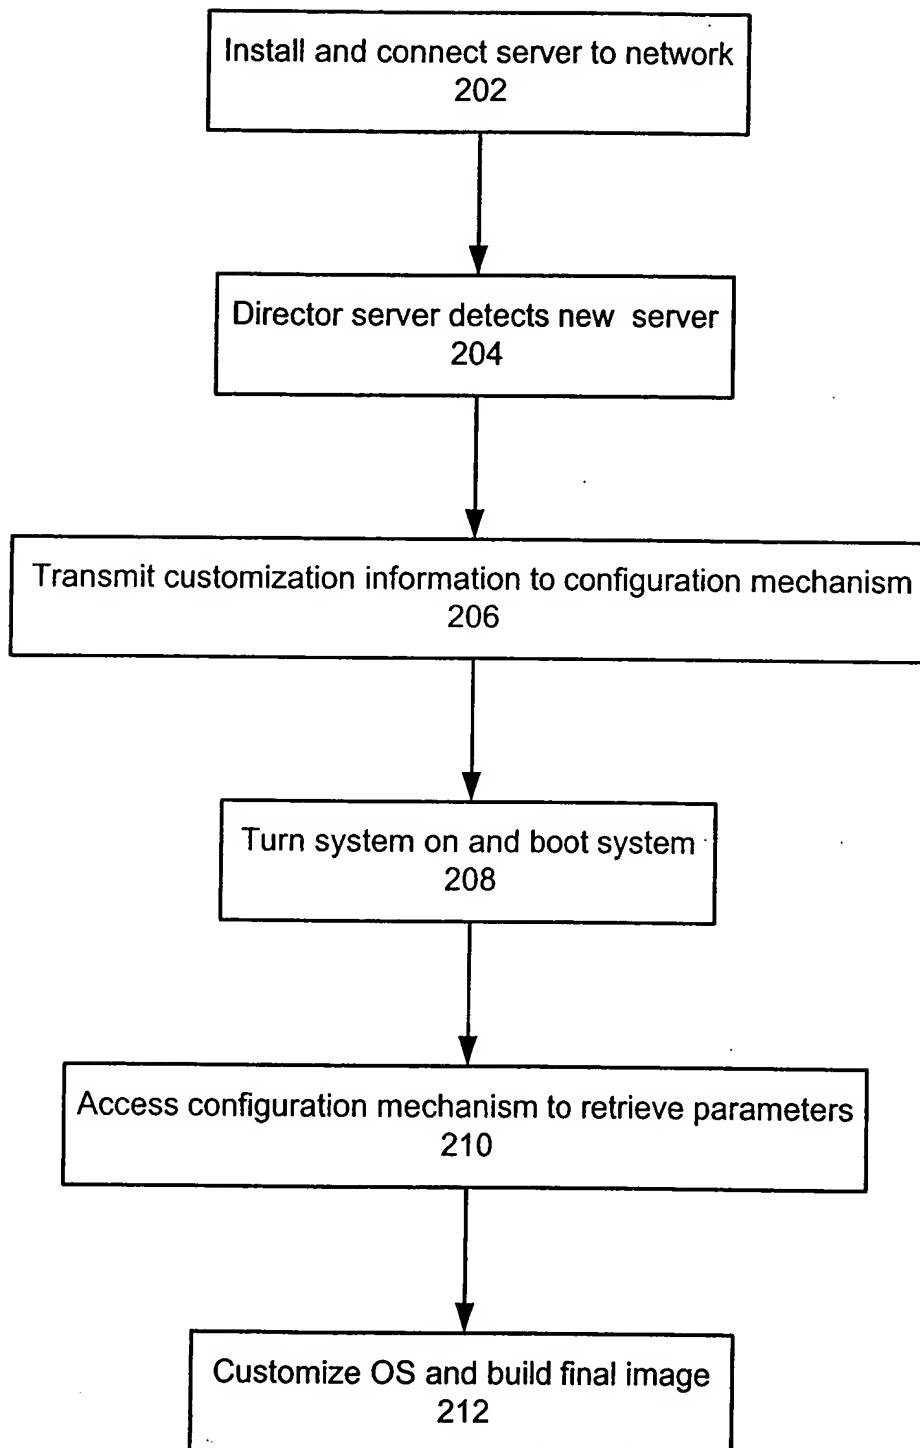 Install and connect server to network
202
Director server detects new server
204
Transmit customization information to configuration mechanism
206
Turn system on and boot system
208
Access configuration mechanism to retrieve parameters
210
Customize OS and build final image
212